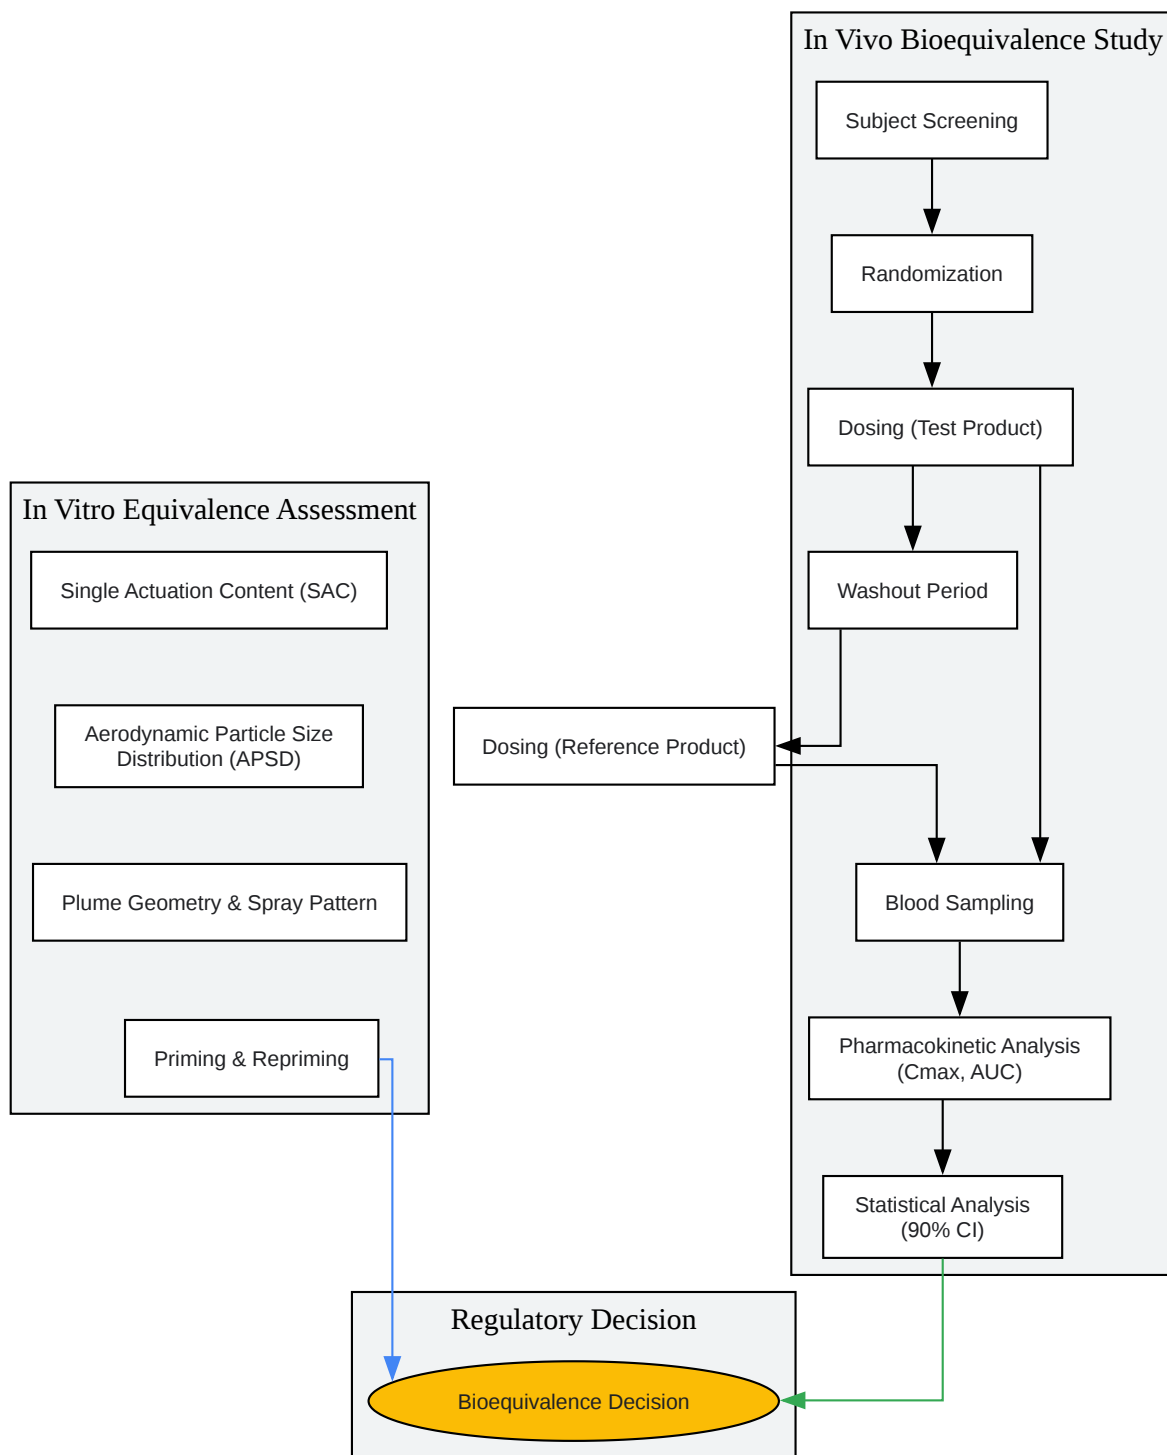 In Vivo Bioequivalence Study
Subject Screening
Randomization
Dosing (Test Product)
Washout Period
Dosing (Reference Product)
Blood Sampling
Pharmacokinetic Analysis
(Cmax, AUC)
Statistical Analysis
(90% CI)
In Vitro Equivalence Assessment
Single Actuation Content (SAC)
Aerodynamic Particle Size
Distribution (APSD)
Plume Geometry & Spray Pattern
Priming & Repriming
Regulatory Decision
Bioequivalence Decision